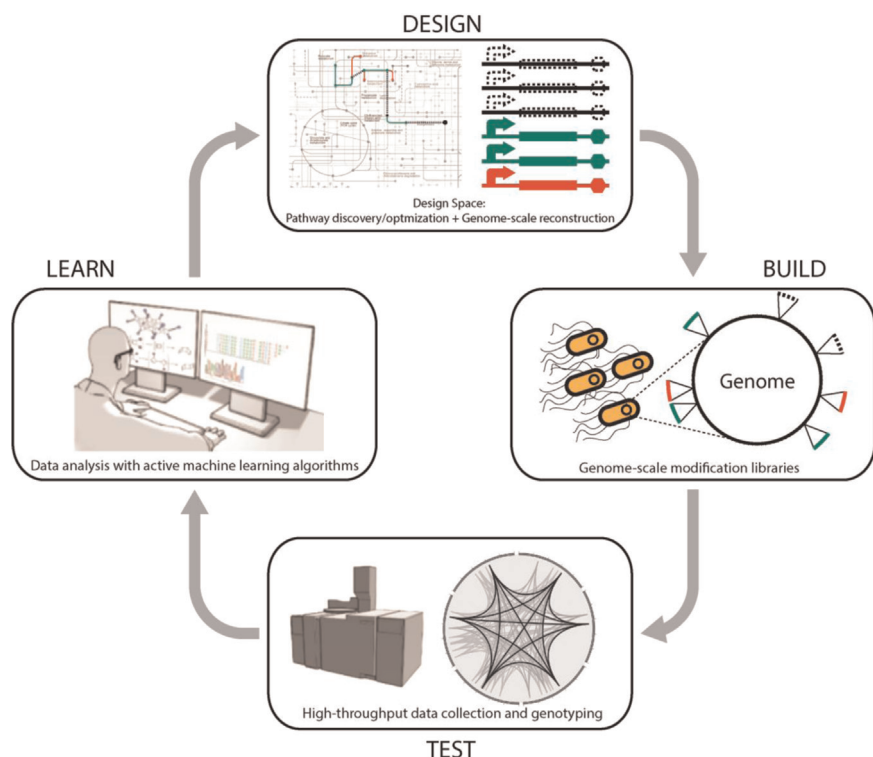 DESIGN
Design Space:
Pathway discovery/optmization + Genome-scale reconstruction
LEARN
BUILD
Genome
Data analysis with active machine learning algorithms
Genome-scale modification libraries
High-throughput data collection and genotyping
TEST